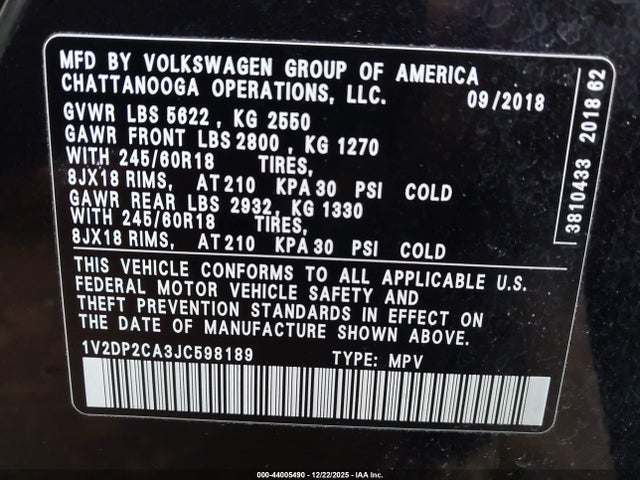 MFD BY VOLKSWAGEN GROUP OF AMERICA
CHATTANOOGA OPERATIONS, LLC. 09/2018
GVWR LBS 5622 , KG 2550
GAWR FRONT LBS 2800 , KG 1270
WITH 245/60R18 TIRES,
8JX18 RIMS, AT 210 KPA 30 PSI COLD
GAWR REAR LBS 2932, KG 1330
WITH 245/60R18 TIRES,
8JX18 RIMS, AT 210 KPA 30 PSI COLD
THIS VEHICLE CONFORMS TO ALL APPLICABLE U.S.
FEDERAL MOTOR VEHICLE SAFETY AND
THEFT PREVENTION STANDARDS IN EFFECT ON
THE DATE OF MANUFACTURE SHOWN ABOVE.
1V2DP2CA3JC598189 TYPE: MPV
3810433 2018 62
000-44005490 - 12/22/2025 - IAA Inc.